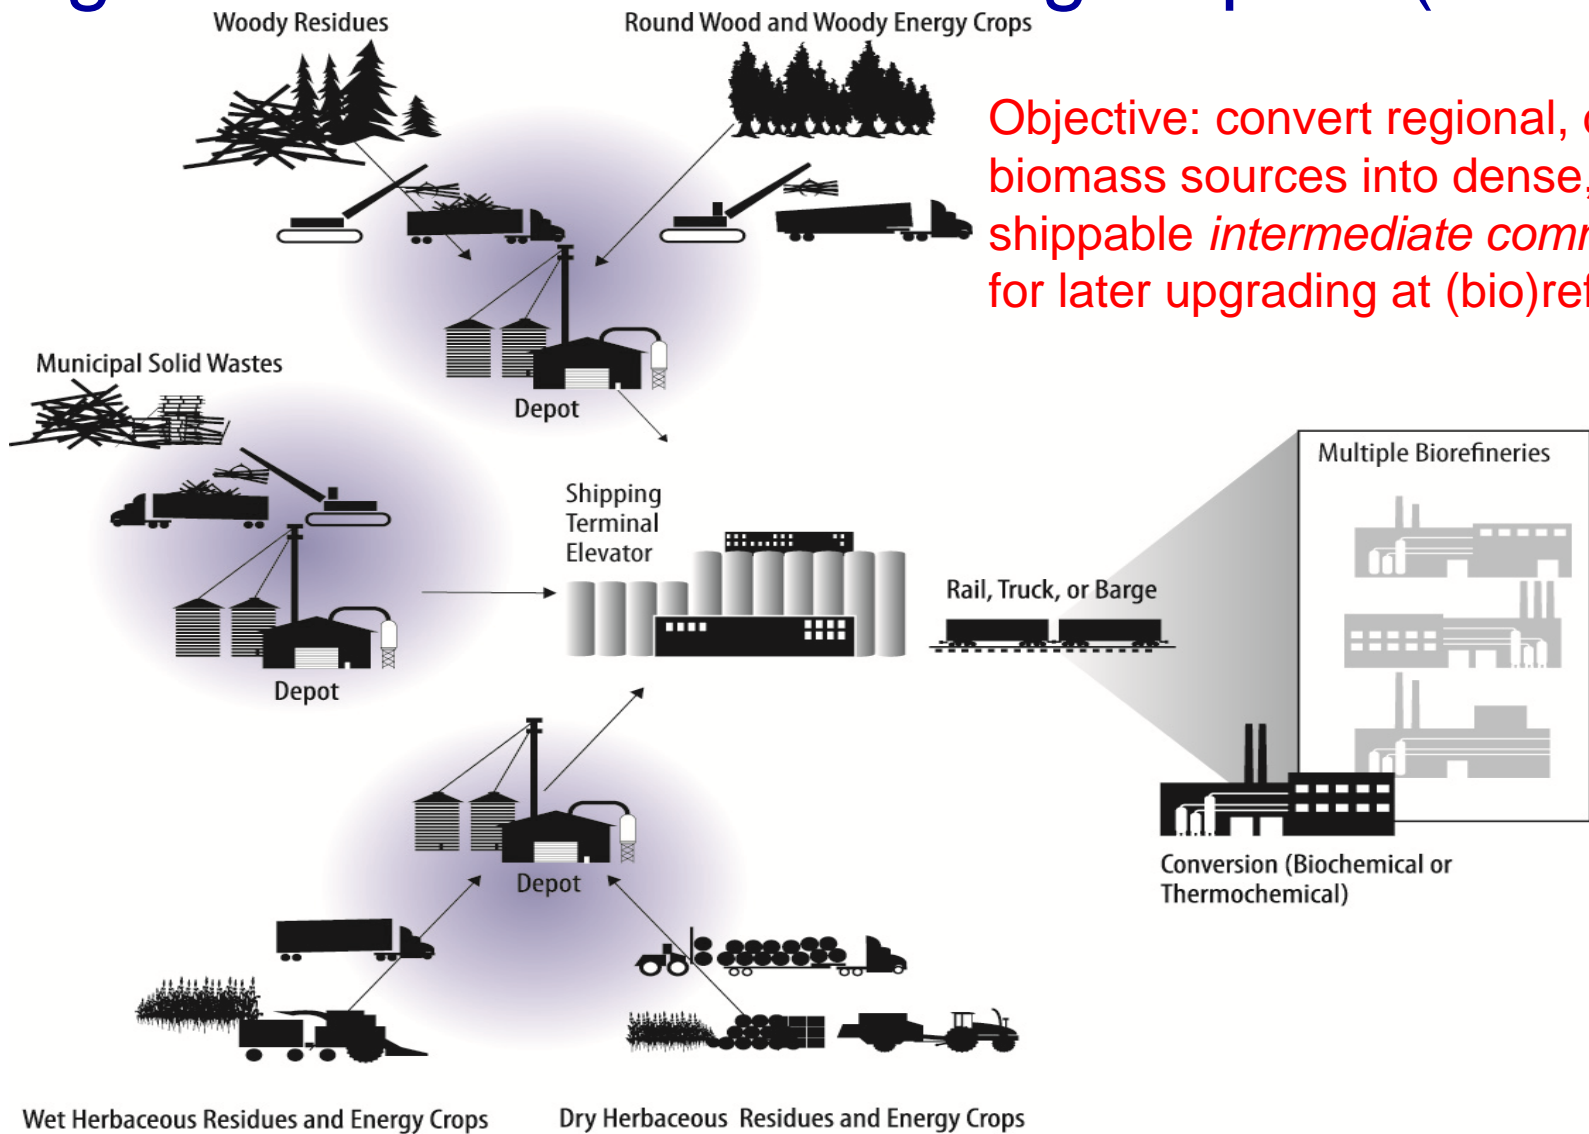 Woody Residues
Round Wood and Woody Energy Crops
Objective: convert regional,
biomass sources into dense,
shippable intermediate
for later upgrading at
Municipal Solid Wastes
Depot
Multiple Biorefineries
Shipping
Terminal
Elevator
Rail, Truck, or Barge
Depot
Depot
Conversion (Biochemical or
Thermochemical)
Wet Herbaceous Residues and Energy Crops
Dry Herbaceous Residues and Energy Crops